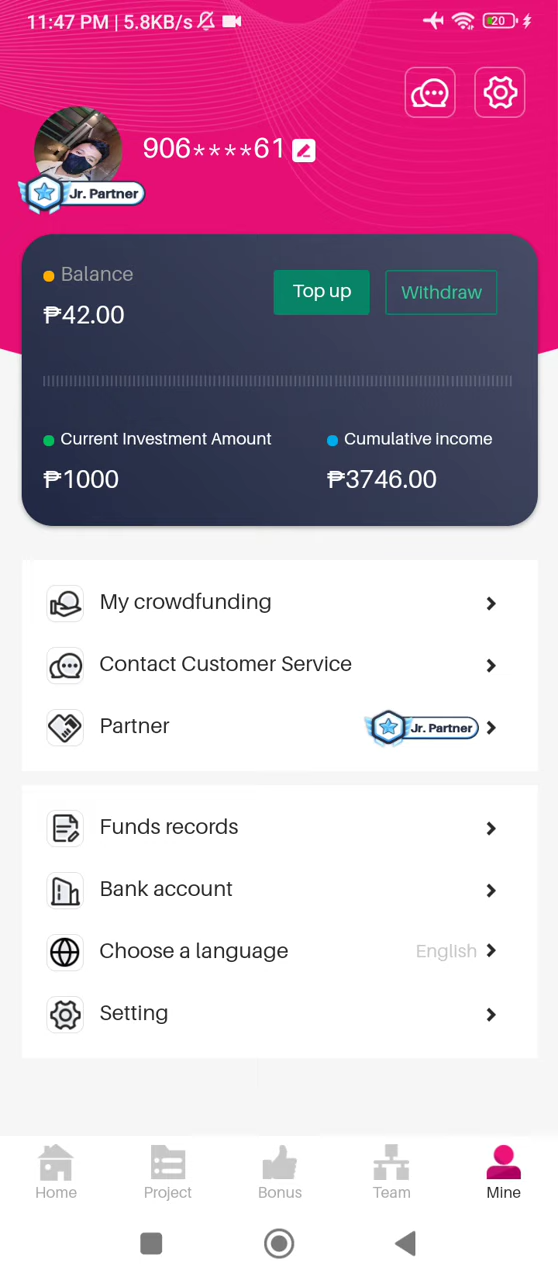 11:47 PM | 5.8KB/s
20
906****61
Jr. Partner
Balance
₱42.00
Top up
Withdraw
Current Investment Amount
₱1000
Cumulative income
₱3746.00
My crowdfunding
Contact Customer Service
Partner
Jr. Partner
Funds records
Bank account
Choose a language
English
Setting
Home
Project
Bonus
Team
Mine